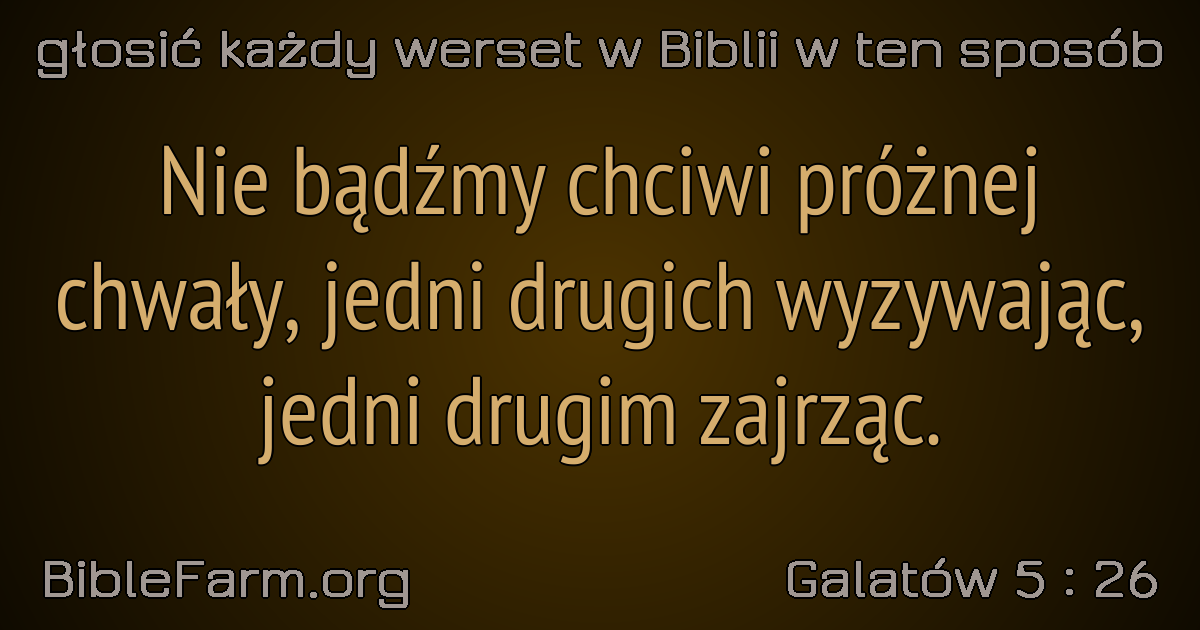 głosić każdy werset w Biblii w ten sposób
Nie bądźmy chciwi próżnej
chwały, jedni drugich wyzywając,
jedni drugim zajrząc.
BibleFarm.org
Galatów 5 : 26